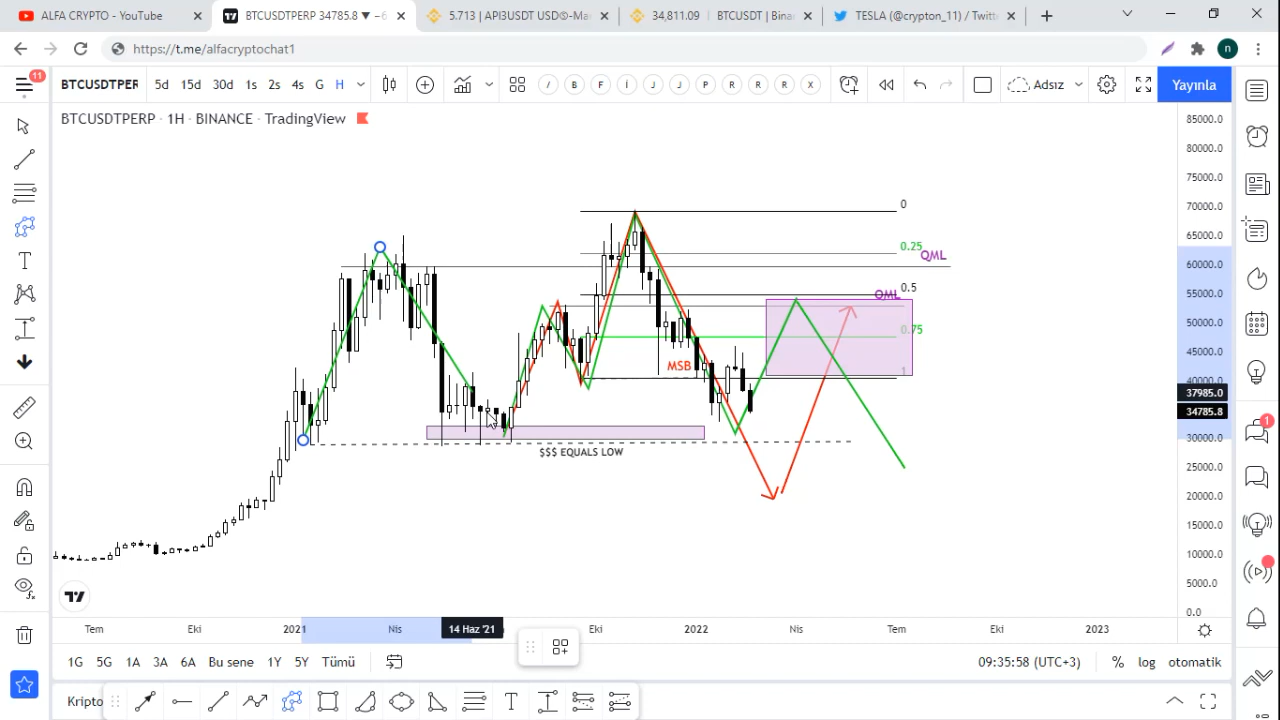 ALFA CRYPTO - YouTube
BTCUSDTPERP 34785.8 ▼ −6
5.713 | API3USDT USD©-Ma
34,811.09 | BTCUSDT | Binan
TESLA (@crypton_11) / Twitt
https://t.me/alfacryptochat1
n
11
BTCUSDTPERP
5d 15d 30d 1s 2s 4s G H
/ B F İ J J P R R R X
Adsız
Yayınla
BTCUSDTPERP · 1H · BINANCE · TradingView
85000.0
80000.0
75000.0
70000.0
65000.0
60000.0
55000.0
50000.0
45000.0
40000.0
37985.0
34785.8
30000.0
25000.0
20000.0
15000.0
10000.0
5000.0
0.0
0
0.25
QML
0.5
QML
0.75
MSB
1
$$$ EQUALS LOW
1
Tem Eki 2021 Nis 14 Haz '21 Eki 2022 Nis Tem Eki 2023
1G 5G 1A 3A 6A Bu sene 1Y 5Y Tümü
09:35:58 (UTC+3) % log otomatik
Kripto
T